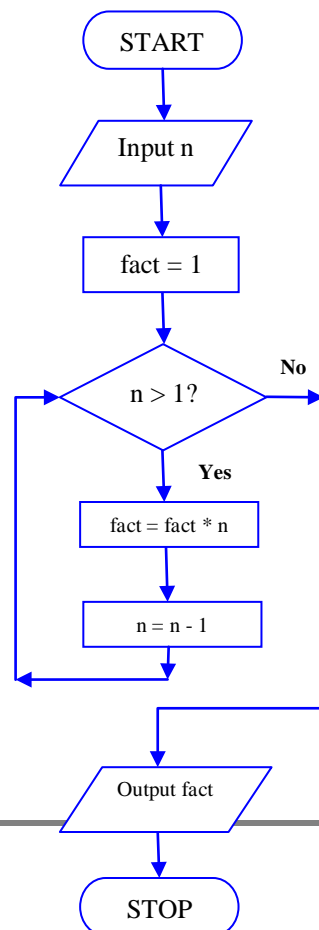 START
Input n
fact = 1
n > 1?
No
Yes
fact = fact * n
n = n - 1
Output fact
STOP